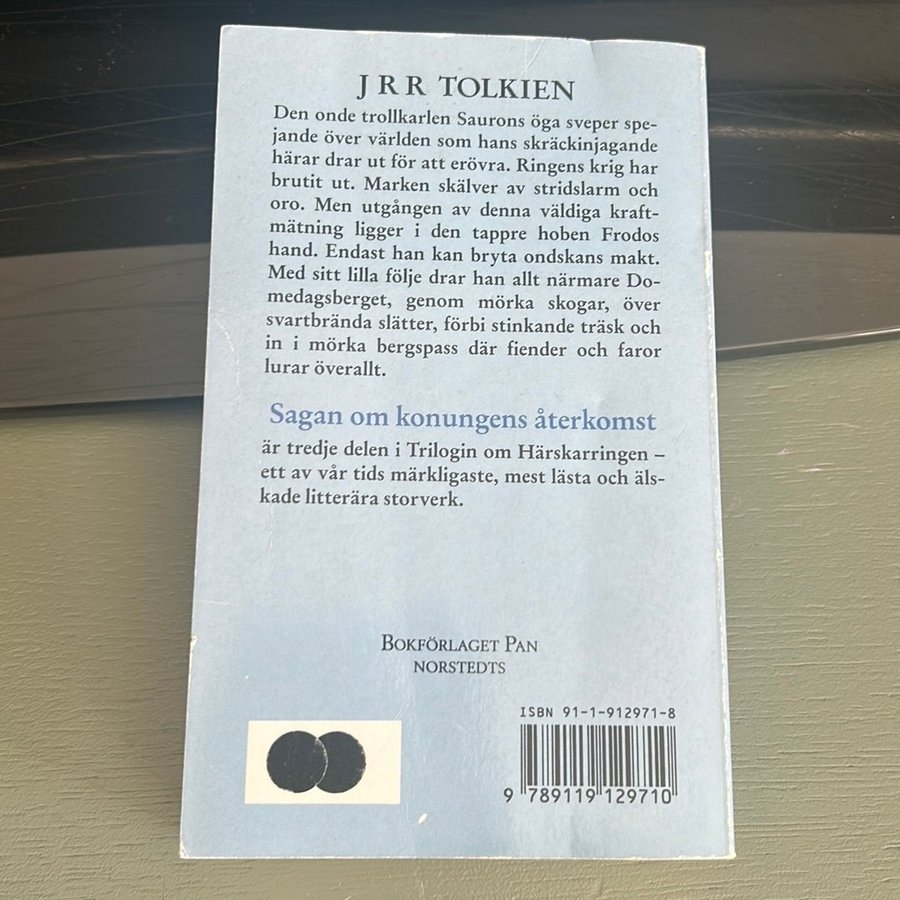 J R R TOLKIEN
Den onde trollkarlen Saurons öga sveper spe-
jande över världen som hans skräckinjagande
härar drar ut för att erövra. Ringens krig har
brutit ut. Marken skälver av stridslarm och
oro. Men utgången av denna väldiga kraft-
mätning ligger i den tappre hoben Frodos
hand. Endast han kan bryta ondskans makt.
Med sitt lilla följe drar han allt närmare Do-
medagsberget, genom mörka skogar, över
svartbrända slätter, förbi stinkande träsk och
in i mörka bergspass där fiender och faror
lurar överallt.
Sagan om konungens återkomst
är tredje delen i Trilogin om Härskarringen –
ett av vår tids märkligaste, mest lästa och äls-
kade litterära storverk.
BOKFÖRLAGET PAN
NORSTEDTS
ISBN 91-1-912971-8
9 789119 129710